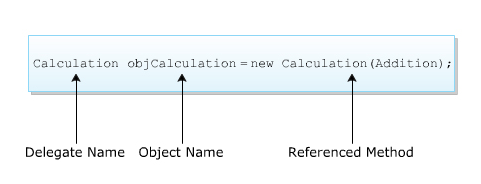 Calculation objCalculation = new Calculation(Addition);
Delegate Name Object Name Referenced Method